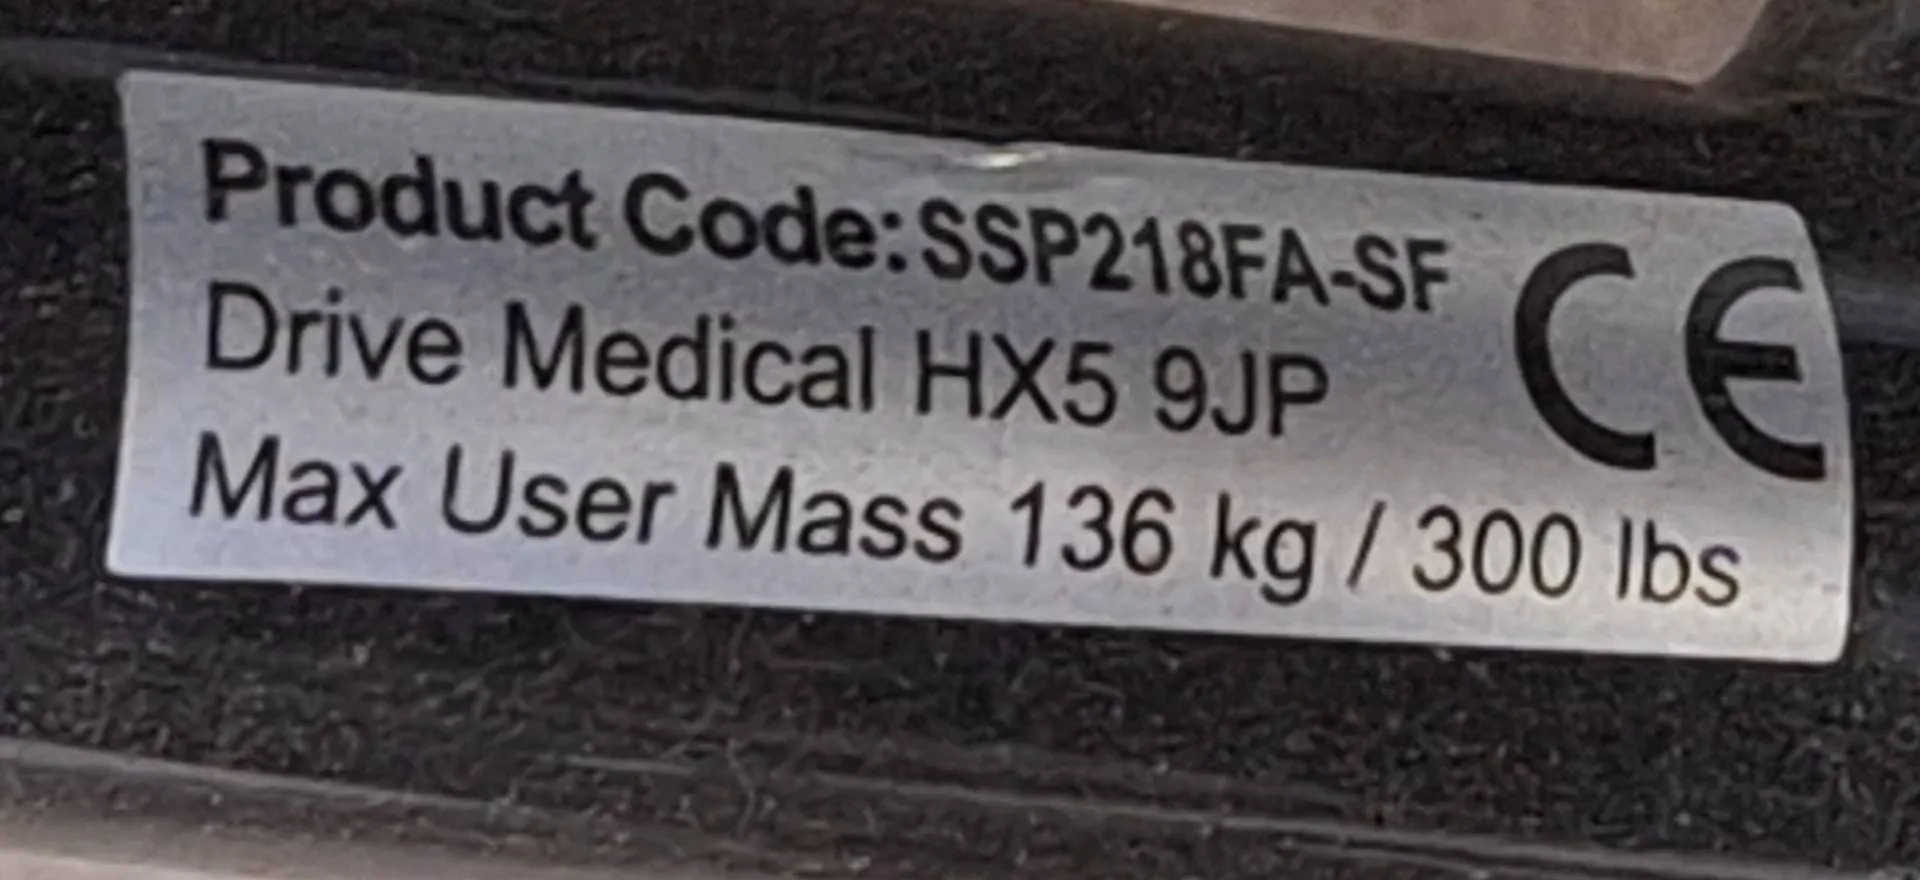 Product Code:SSP218FA-SF
Drive Medical HX5 9JP
Max User Mass 136 kg / 300 lbs
CE